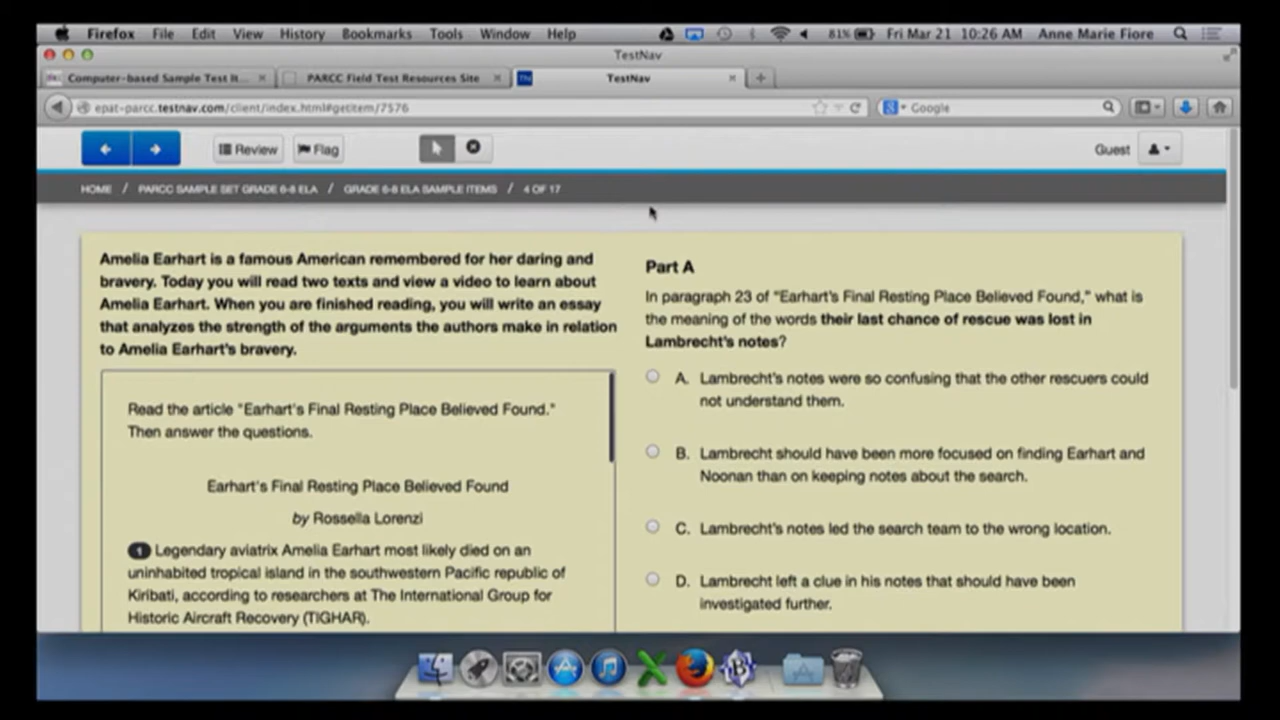 Firefox File Edit View History Bookmarks Tools Window Help 81% Fri Mar 21 10:26 AM Anne Marie Fiore
TestNav
Computer-based Sample Test It... PARCC Field Test Resources Site TestNav
epat-parcc.testnav.com/client/index.html#getitem/7576 Google
Review Flag Guest
HOME / PARCC SAMPLE SET GRADE 6-8 ELA / GRADE 6-8 ELA SAMPLE ITEMS / 4 OF 17
Amelia Earhart is a famous American remembered for her daring and
bravery. Today you will read two texts and view a video to learn about
Amelia Earhart. When you are finished reading, you will write an essay
that analyzes the strength of the arguments the authors make in relation
to Amelia Earhart's bravery.
Read the article "Earhart's Final Resting Place Believed Found."
Then answer the questions.
Earhart's Final Resting Place Believed Found
by Rossella Lorenzi
1 Legendary aviatrix Amelia Earhart most likely died on an
uninhabited tropical island in the southwestern Pacific republic of
Kiribati, according to researchers at The International Group for
Historic Aircraft Recovery (TIGHAR).
Part A
In paragraph 23 of "Earhart's Final Resting Place Believed Found," what is
the meaning of the words their last chance of rescue was lost in
Lambrecht's notes?
A. Lambrecht's notes were so confusing that the other rescuers could
not understand them.
B. Lambrecht should have been more focused on finding Earhart and
Noonan than on keeping notes about the search.
C. Lambrecht's notes led the search team to the wrong location.
D. Lambrecht left a clue in his notes that should have been
investigated further.